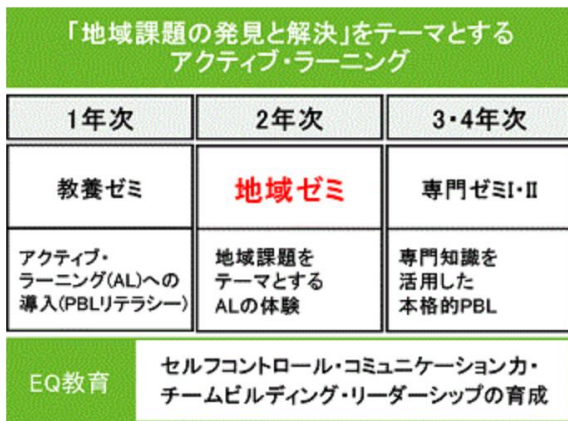 「地域課題の発見と解決」をテーマとする
アクティブ・ラーニング
1年次
2年次
3・4年次
教養ゼミ
地域ゼミ
専門ゼミI・II
アクティブ・
ラーニング(AL)への
導入(PBLリテラシー)
地域課題を
テーマとする
ALの体験
専門知識を
活用した
本格的PBL
EQ教育
セルフコントロール・コミュニケーション力・
チームビルディング・リーダーシップの育成